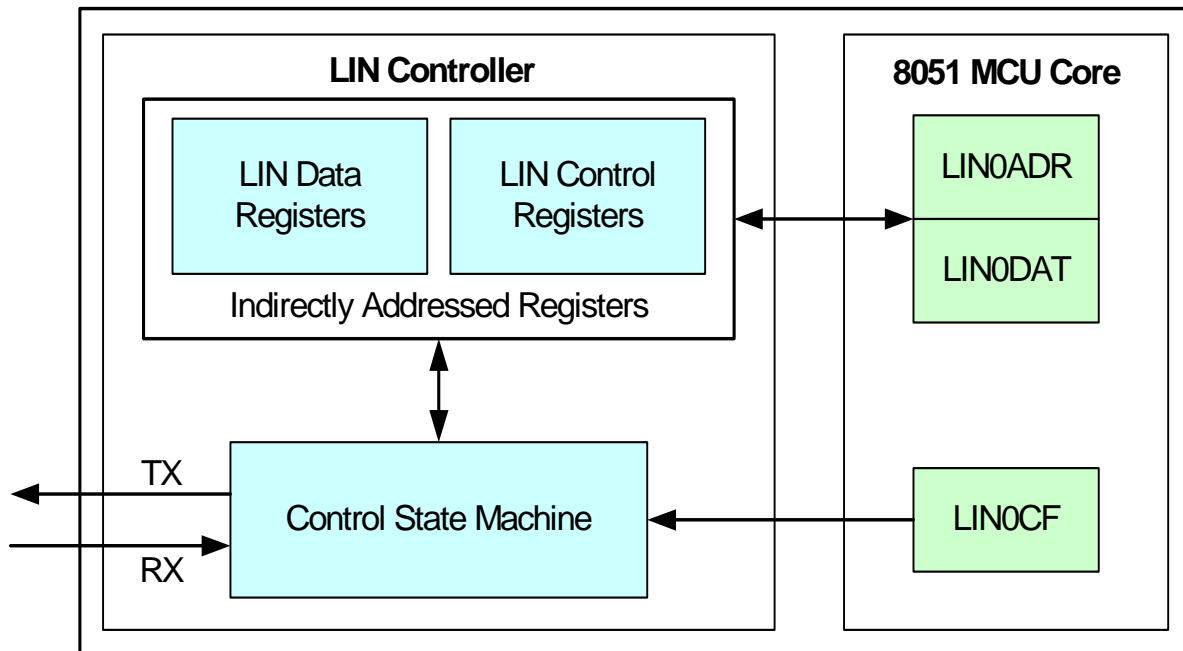 LIN Controller
8051 MCU Core
LIN Data
Registers
LIN Control
Registers
Indirectly Addressed Registers
LIN0ADR
LIN0DAT
TX
RX
Control State Machine
LIN0CF